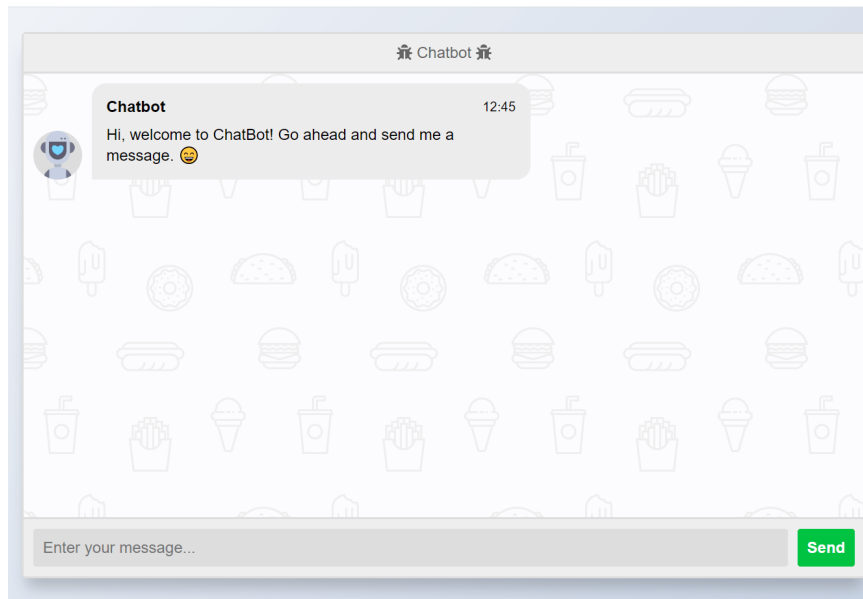 Chatbot
Chatbot 12:45
Hi, welcome to ChatBot! Go ahead and send me a
message. 😄
Enter your message...
Send